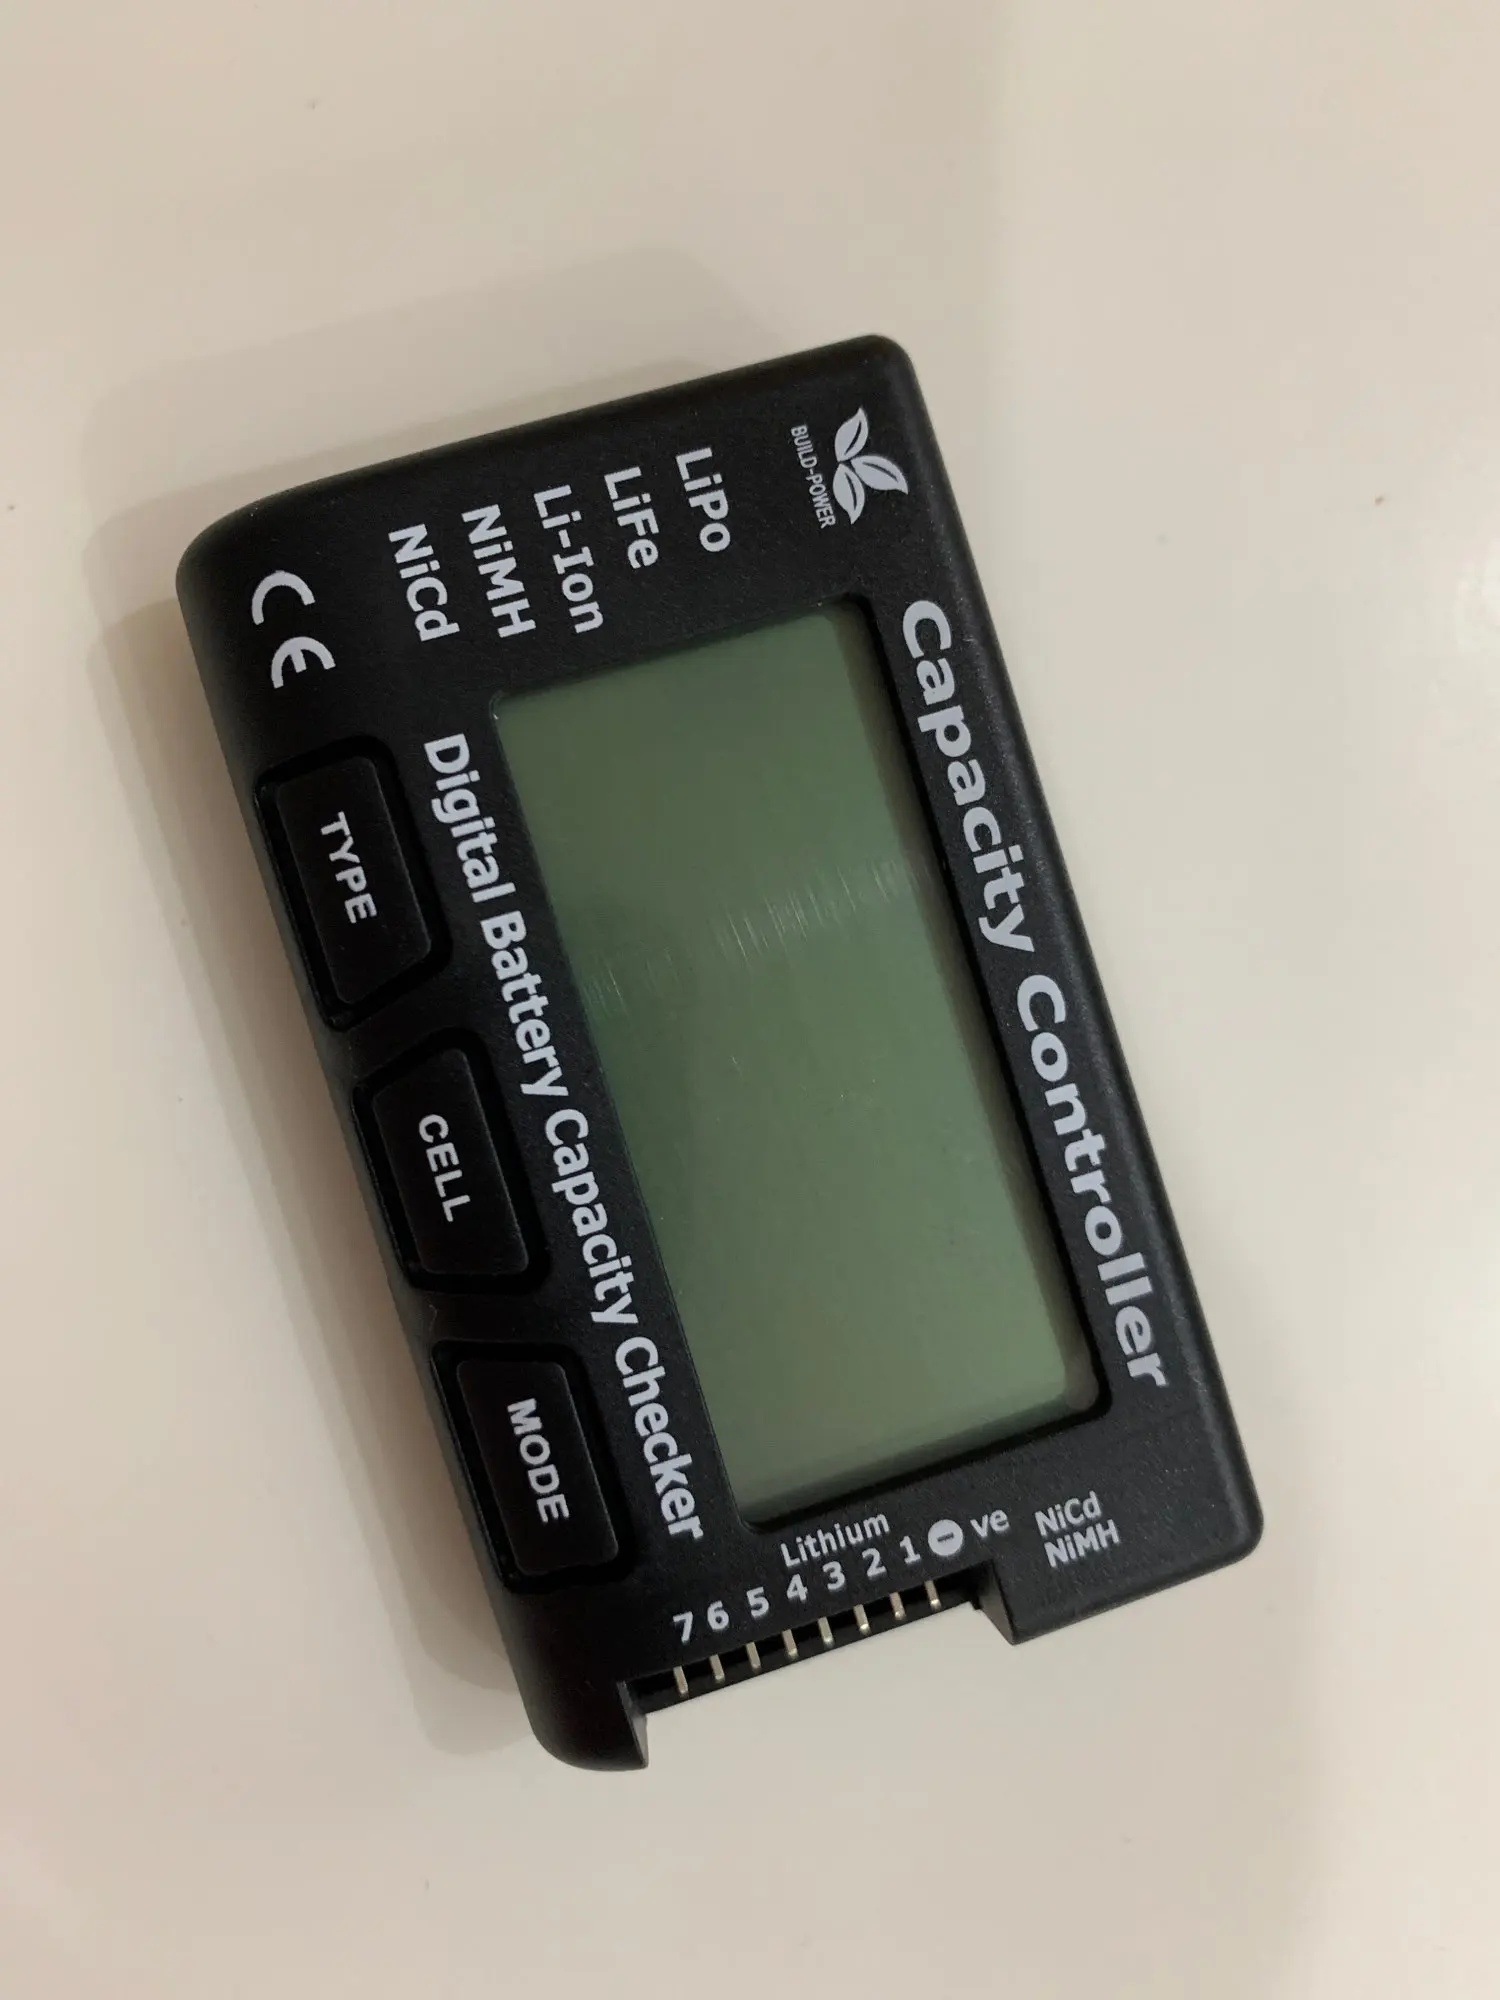 BUILD-POWER
Capacity Controller
LiPo
LiFe
Li-Ion
NiMH
NiCd
CE
Digital Battery Capacity Checker
TYPE
CELL
MODE
NiCd
NiMH
Lithium
7 6 5 4 3 2 1 ⊖ ve